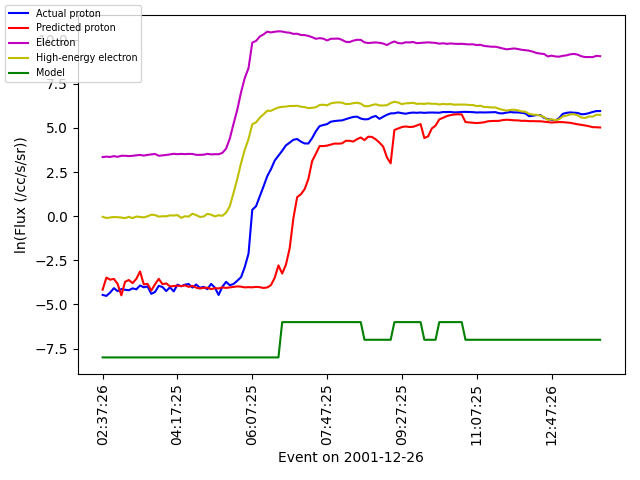 Actual proton
Predicted proton
Electron
High-energy electron
Model
7.5
5.0
2.5
0.0
−2.5
−5.0
−7.5
ln(Flux (/cc/s/sr))
02:37:26
04:17:25
06:07:25
07:47:25
09:27:25
11:07:25
12:47:26
Event on 2001-12-26